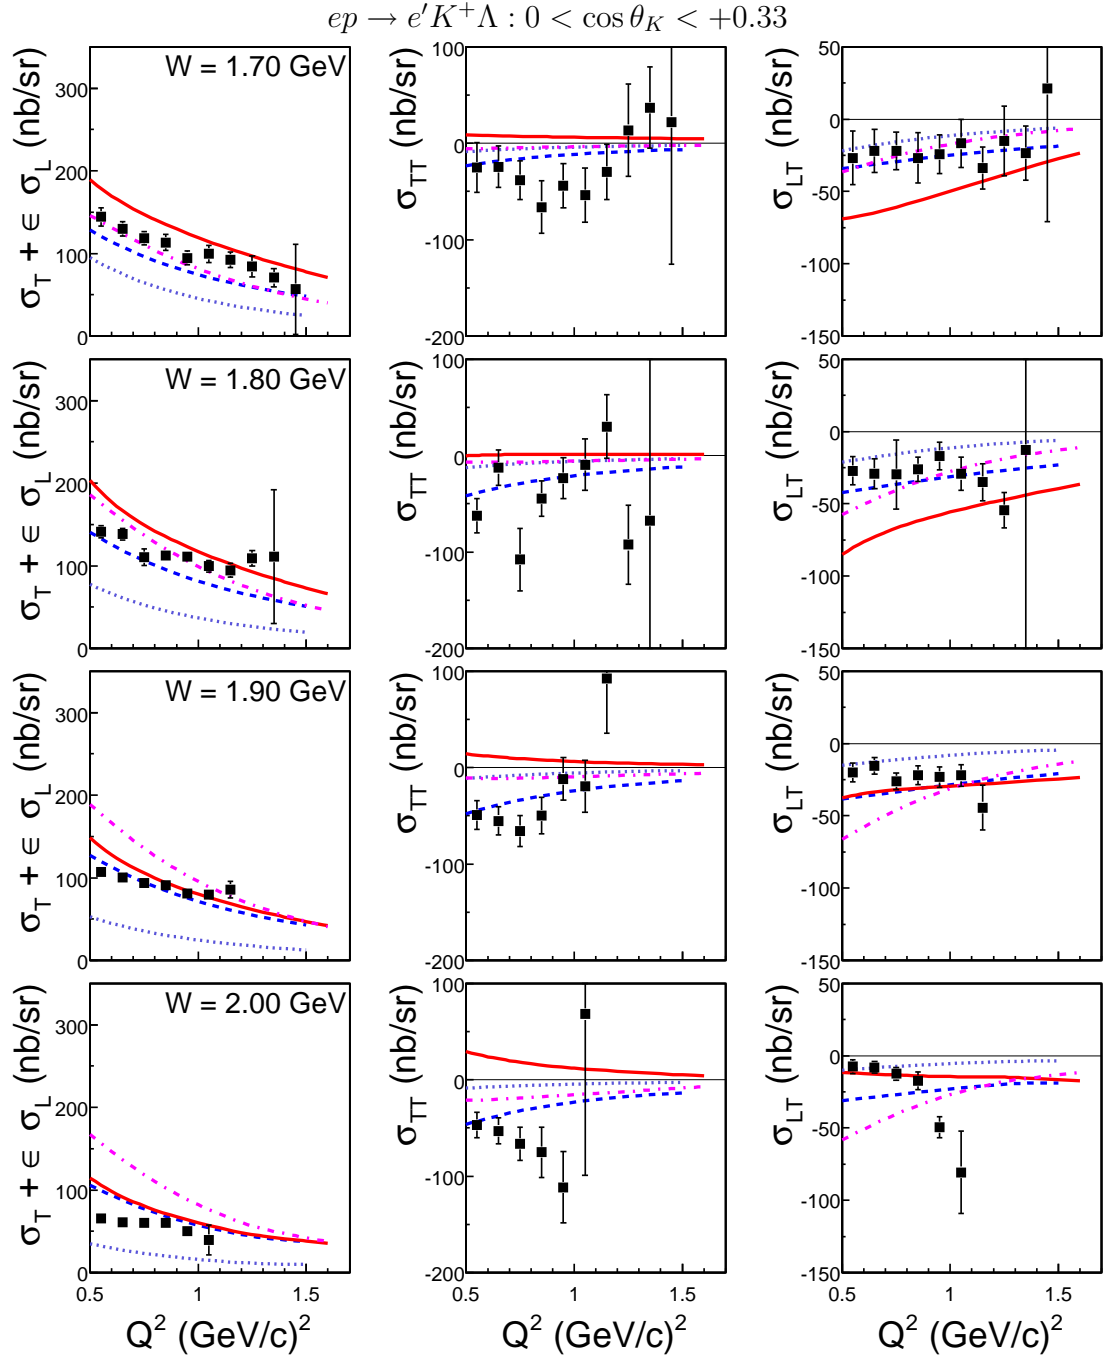 ep → e′K⁺Λ : 0 < cos θ_K < +0.33
W = 1.70 GeV
σ_T + ϵ σ_L (nb/sr)
0
100
200
300
σ_TT (nb/sr)
100
0
-100
-200
σ_LT (nb/sr)
50
0
-50
-100
-150
W = 1.80 GeV
σ_T + ϵ σ_L (nb/sr)
0
100
200
300
σ_TT (nb/sr)
100
0
-100
-200
σ_LT (nb/sr)
50
0
-50
-100
-150
W = 1.90 GeV
σ_T + ϵ σ_L (nb/sr)
0
100
200
300
σ_TT (nb/sr)
100
0
-100
-200
σ_LT (nb/sr)
50
0
-50
-100
-150
W = 2.00 GeV
σ_T + ϵ σ_L (nb/sr)
0
100
200
300
σ_TT (nb/sr)
100
0
-100
-200
σ_LT (nb/sr)
50
0
-50
-100
-150
0.5 1 1.5
0.5 1 1.5
0.5 1 1.5
Q² (GeV/c)²
Q² (GeV/c)²
Q² (GeV/c)²